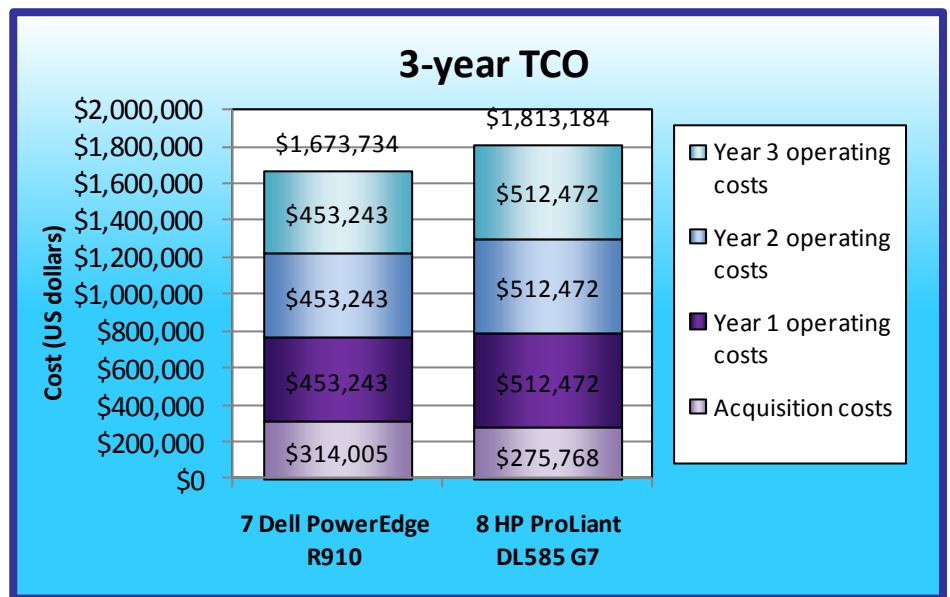 3-year TCO
Cost (US dollars)
$2,000,000
$1,800,000
$1,600,000
$1,400,000
$1,200,000
$1,000,000
$800,000
$600,000
$400,000
$200,000
$0
$1,673,734
$453,243
$453,243
$453,243
$314,005
$1,813,184
$512,472
$512,472
$512,472
$275,768
7 Dell PowerEdge
R910
8 HP ProLiant
DL585 G7
Year 3 operating
costs
Year 2 operating
costs
Year 1 operating
costs
Acquisition costs